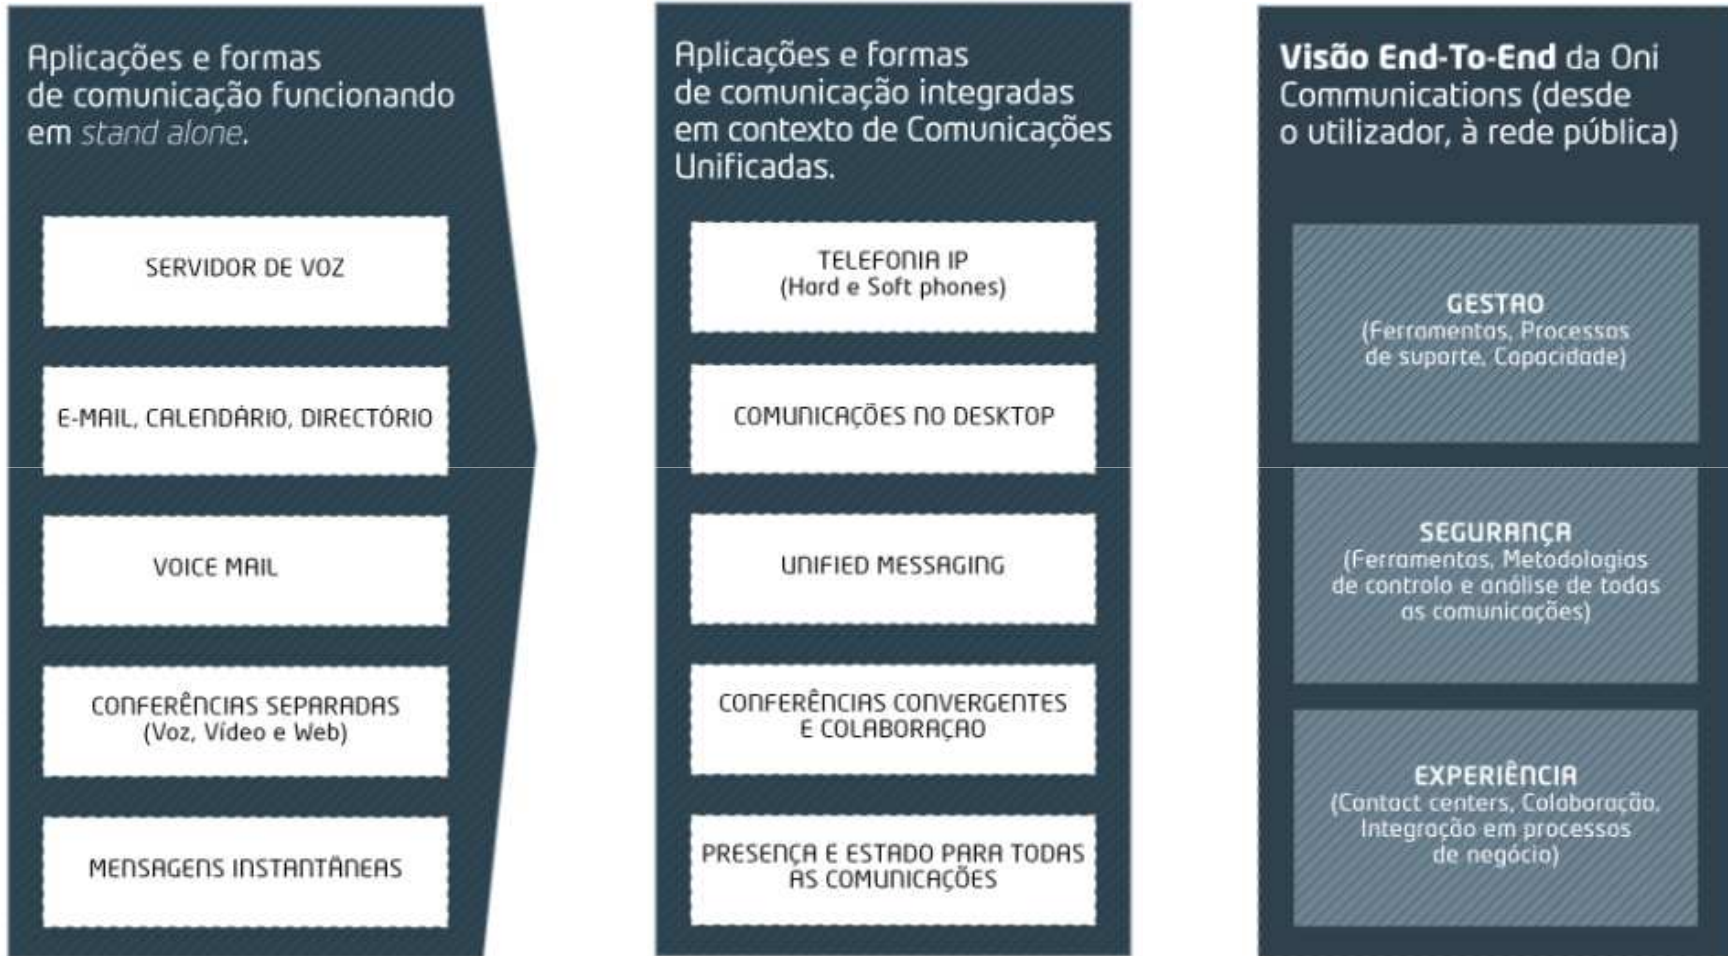 Aplicações e formas
de comunicação funcionando
em stand alone.
SERVIDOR DE VOZ
E-MAIL, CALENDÁRIO, DIRECTÓRIO
VOICE MAIL
CONFERÊNCIAS SEPARADAS
(Voz, Vídeo e Web)
MENSAGENS INSTANTÂNEAS
Aplicações e formas
de comunicação integradas
em contexto de Comunicações
Unificadas.
TELEFONIA IP
(Hard e Soft phones)
COMUNICAÇÕES NO DESKTOP
UNIFIED MESSAGING
CONFERÊNCIAS CONVERGENTES
E COLABORAÇAO
PRESENÇA E ESTADO PARA TODAS
AS COMUNICAÇÕES
Visão End-To-End da Oni
Communications (desde
o utilizador, à rede pública)
GESTAO
(Ferramentas, Processos
de suporte, Capacidade)
SEGURANÇA
(Ferramentas, Metodologias
de controlo e análise de todas
as comunicações)
EXPERIÊNCIA
(Contact centers, Colaboração,
Integração em processos
de negócio)